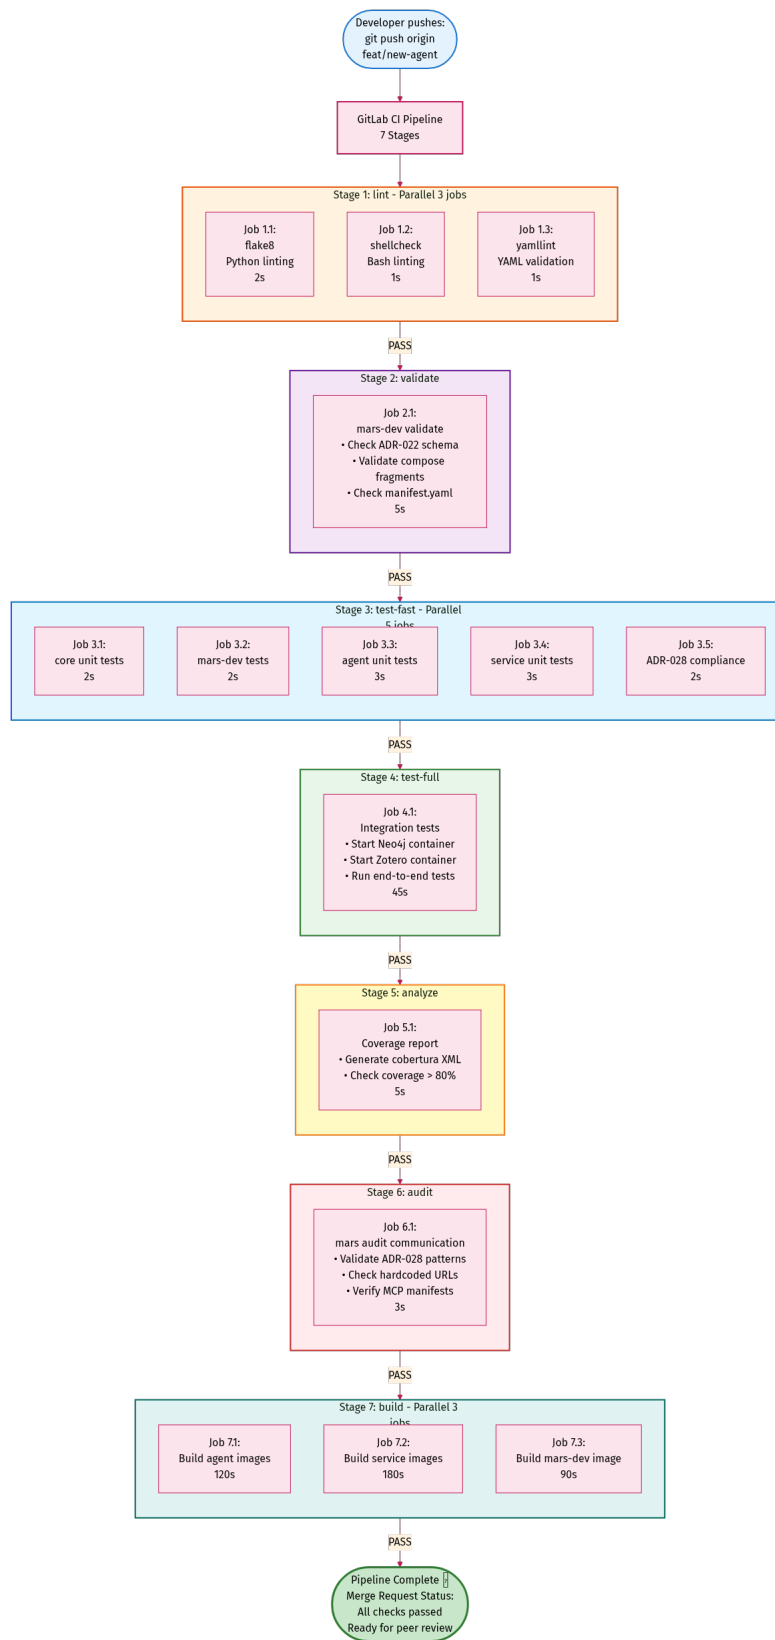 Developer pushes:
git push origin
feat/new-agent
GitLab CI Pipeline
7 Stages
Stage 1: lint - Parallel 3 jobs
Job 1.1:
flake8
Python linting
2s
Job 1.2:
shellcheck
Bash linting
1s
Job 1.3:
yamllint
YAML validation
1s
PASS
Stage 2: validate
Job 2.1:
mars-dev validate
• Check ADR-022 schema
• Validate compose
fragments
• Check manifest.yaml
5s
PASS
Stage 3: test-fast - Parallel
5 jobs
Job 3.1:
core unit tests
2s
Job 3.2:
mars-dev tests
2s
Job 3.3:
agent unit tests
3s
Job 3.4:
service unit tests
3s
Job 3.5:
ADR-028 compliance
2s
PASS
Stage 4: test-full
Job 4.1:
Integration tests
• Start Neo4j container
• Start Zotero container
• Run end-to-end tests
45s
PASS
Stage 5: analyze
Job 5.1:
Coverage report
• Generate cobertura XML
• Check coverage > 80%
5s
PASS
Stage 6: audit
Job 6.1:
mars audit communication
• Validate ADR-028 patterns
• Check hardcoded URLs
• Verify MCP manifests
3s
PASS
Stage 7: build - Parallel 3
jobs
Job 7.1:
Build agent images
120s
Job 7.2:
Build service images
180s
Job 7.3:
Build mars-dev image
90s
PASS
Pipeline Complete
Merge Request Status:
All checks passed
Ready for peer review